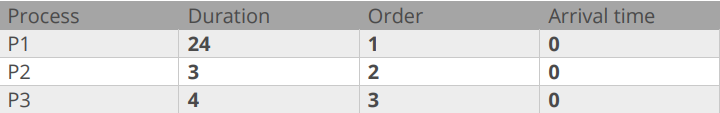 Process Duration Order Arrival time
P1 24 1 0
P2 3 2 0
P3 4 3 0